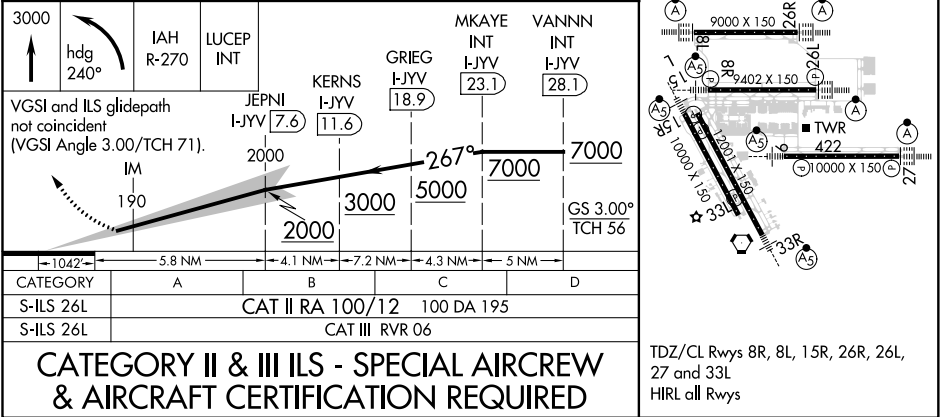 3000
hdg
240°
IAH
R-270
LUCEP
INT
VGSI and ILS glidepath
not coincident
(VGSI Angle 3.00/TCH 71).
JEPNI
I-JYV 7.6
KERNS
I-JYV
11.6
GRIEG
I-JYV
18.9
MKAYE
INT
I-JYV
23.1
VANNN
INT
I-JYV
28.1
IM
190
2000
2000
3000
267°
5000
7000
7000
GS 3.00°
TCH 56
1042'
5.8 NM
4.1 NM
7.2 NM
4.3 NM
5 NM
CATEGORY A B C D
S-ILS 26L CAT II RA 100/12 100 DA 195
S-ILS 26L CAT III RVR 06
CATEGORY II & III ILS - SPECIAL AIRCREW
& AIRCRAFT CERTIFICATION REQUIRED
A
A
8L
9000 X 150
26R
A5
8R
P
9402 X 150
P
26L
A
15L
A5
15R
12001 X 150
10000 X 150
A5
TWR
422
9
P
10000 X 150
P
27
A
33L
33R
A5
TDZ/CL Rwys 8R, 8L, 15R, 26R, 26L,
27 and 33L
HIRL all Rwys